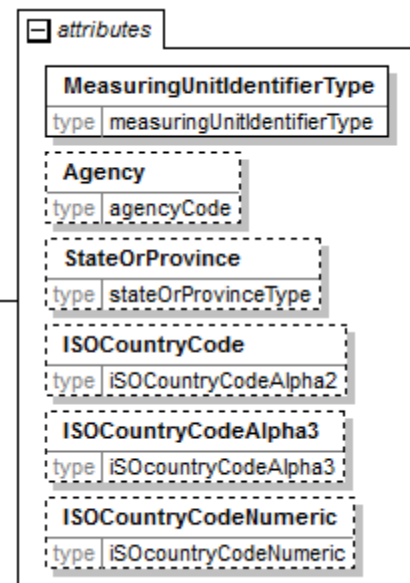 attributes
MeasuringUnitIdentifierType
type measuringUnitIdentifierType
Agency
type agencyCode
StateOrProvince
type stateOrProvinceType
ISOCountryCode
type iSOCountryCodeAlpha2
ISOCountryCodeAlpha3
type iSOcountryCodeAlpha3
ISOCountryCodeNumeric
type iSOcountryCodeNumeric